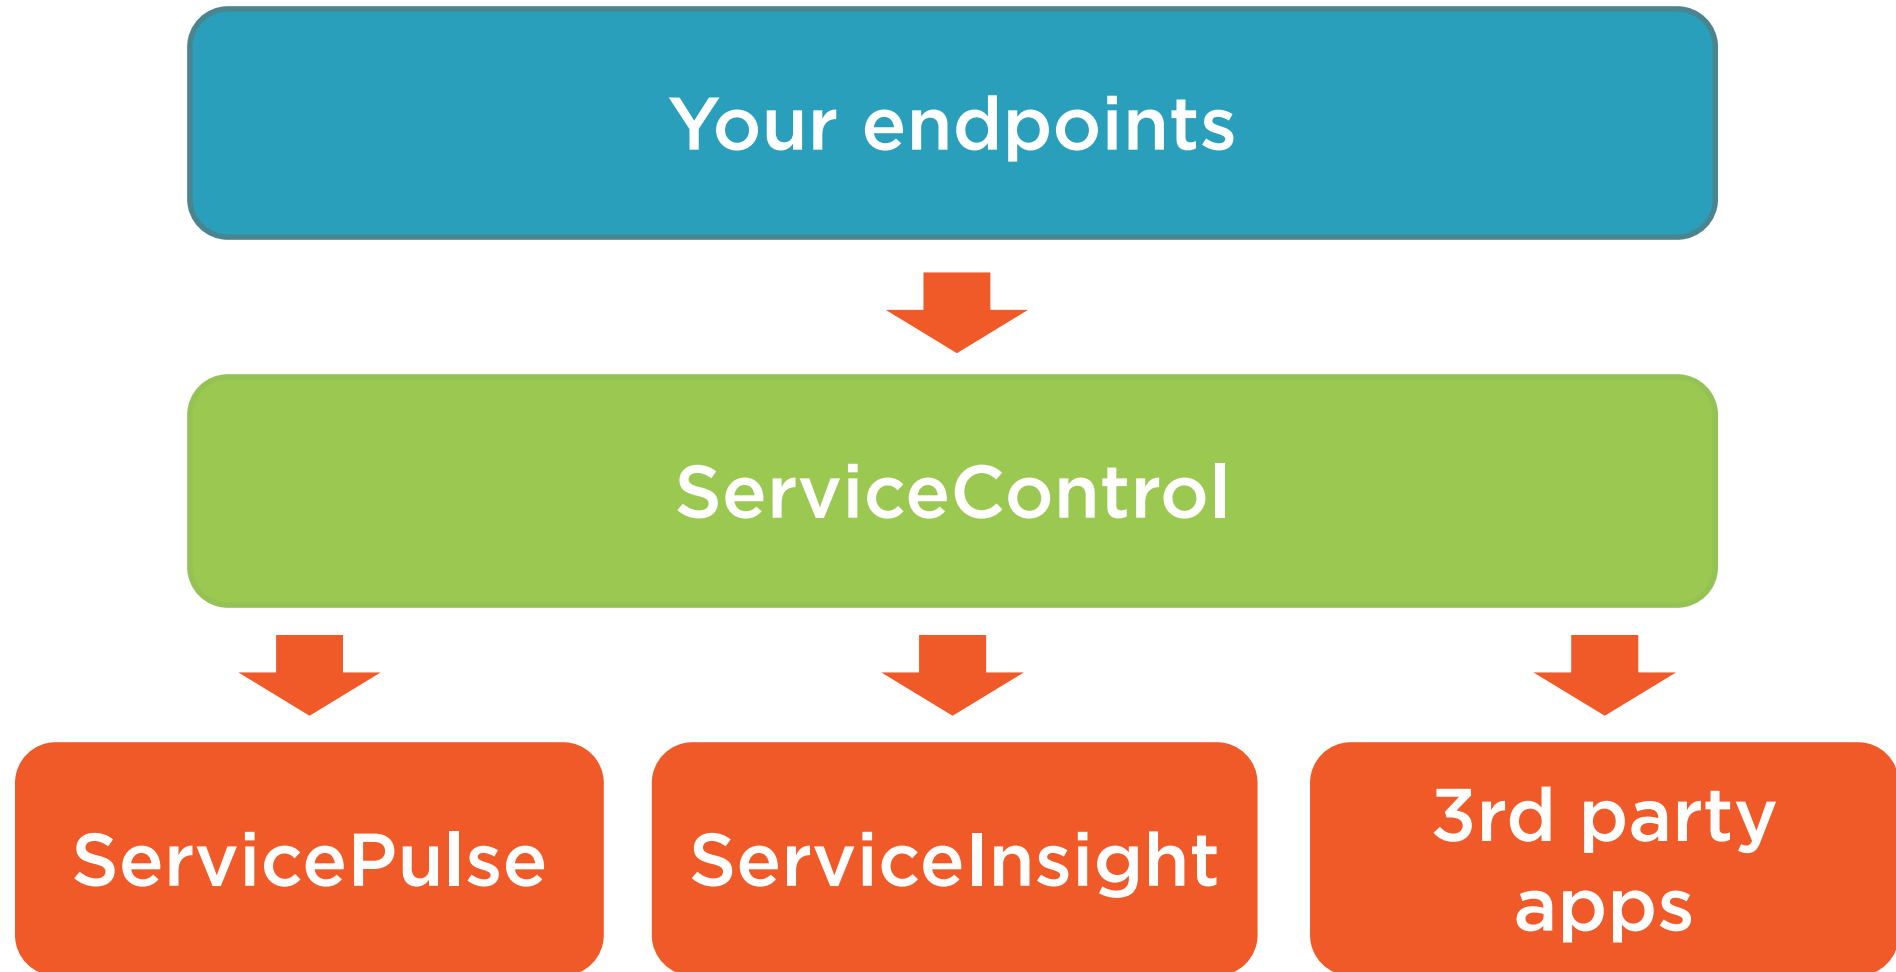 Your endpoints
ServiceControl
ServicePulse
ServiceInsight
3rd party
apps